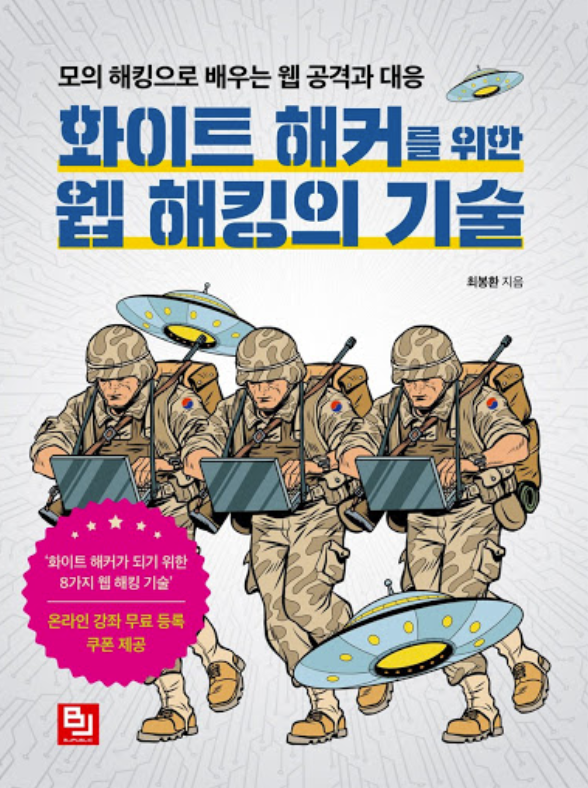 모의 해킹으로 배우는 웹 공격과 대응
화이트 해커를 위한
웹 해킹의 기술
최봉환 지음
'화이트 해커가 되기 위한
8가지 웹 해킹 기술'
온라인 강좌 무료 등록
쿠폰 제공
BJ